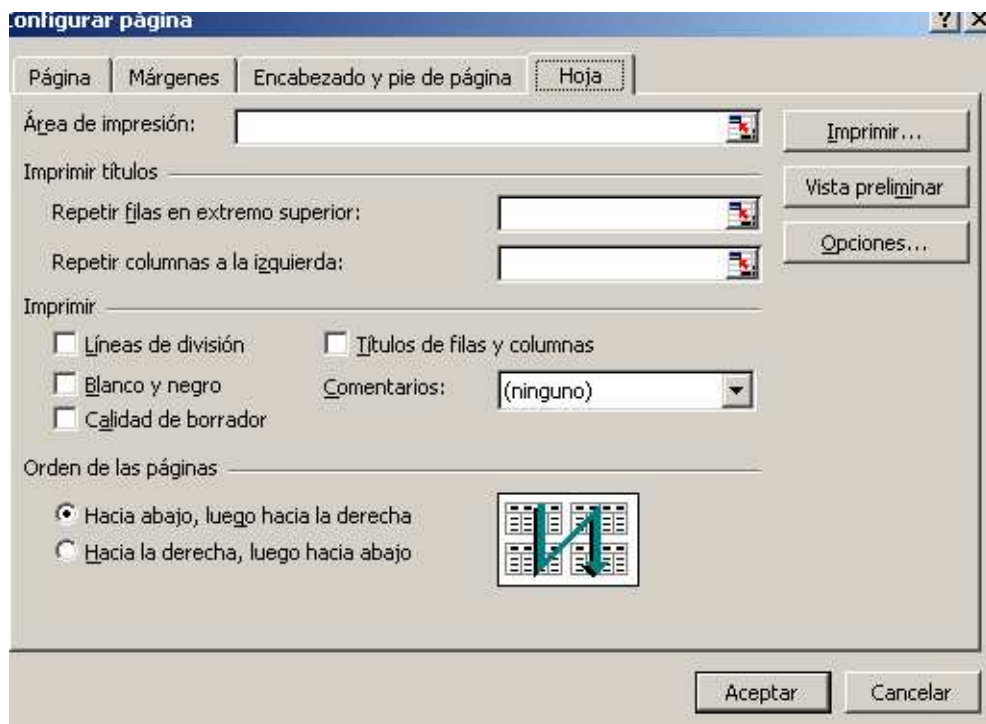 Configurar página ? X
Página Márgenes Encabezado y pie de página Hoja
Área de impresión: Imprimir...
Imprimir títulos
Vista preliminar
Repetir filas en extremo superior:
Opciones...
Repetir columnas a la izquierda:
Imprimir
Líneas de división Títulos de filas y columnas
Blanco y negro Comentarios: (ninguno)
Calidad de borrador
Orden de las páginas
Hacia abajo, luego hacia la derecha
Hacia la derecha, luego hacia abajo
Aceptar Cancelar